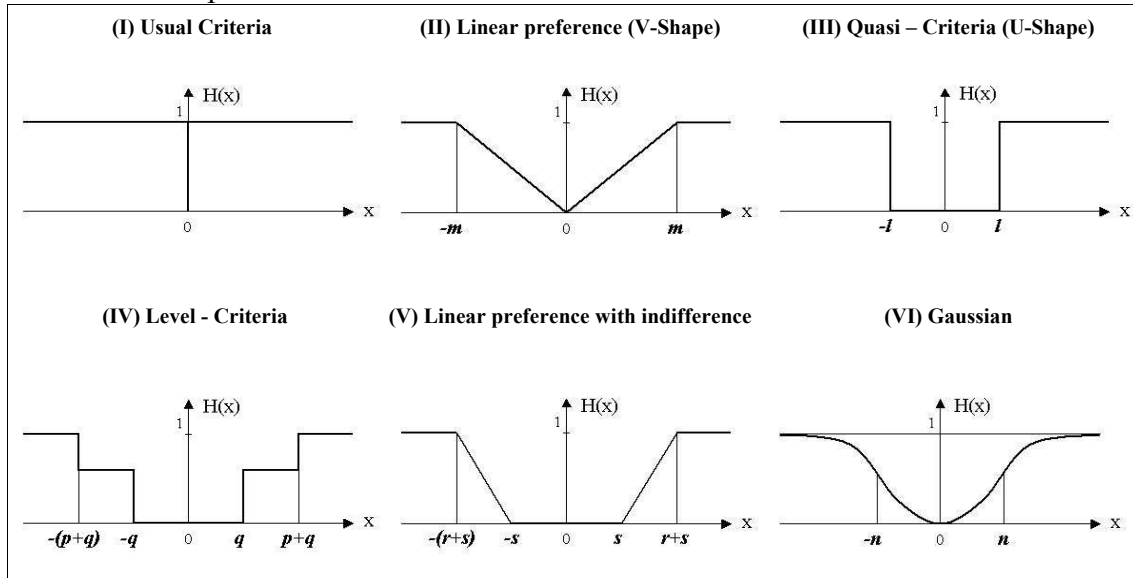 (I) Usual Criteria
(II) Linear preference (V-Shape)
(III) Quasi – Criteria (U-Shape)
H(x)
1
x
0
H(x)
1
x
-m
0
m
H(x)
1
x
-l
0
l
(IV) Level - Criteria
(V) Linear preference with indifference
(VI) Gaussian
H(x)
1
x
-(p+q)
-q
0
q
p+q
H(x)
1
x
-(r+s)
-s
0
s
r+s
H(x)
1
x
-n
0
n